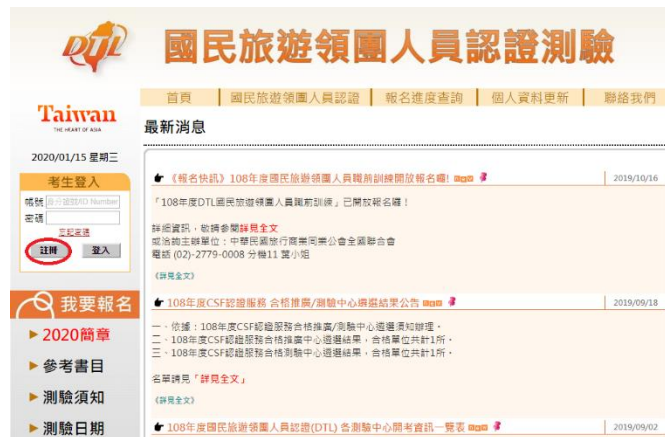 DTL
國民旅遊領團人員認證測驗
首頁 國民旅遊領團人員認證 報名進度查詢 個人資料更新 聯絡我們
Taiwan
THE HEART OF ASIA
2020/01/15 星期三
考生登入
帳號 身分證號/ID Number
密碼
忘記密碼
註冊 登入
我要報名
2020簡章
參考書目
測驗須知
測驗日期
最新消息
《報名快訊》108年度國民旅遊領團人員職前訓練開放報名囉! 2019/10/16
「108年度DTL國民旅遊領團人員職前訓練」已開放報名囉！
詳細資訊，敬請參閱詳見全文
或洽詢主辦單位：中華民國旅行商業同業公會全國聯合會
電話 (02)-2779-0008 分機11 葉小姐
《詳見全文》
108年度CSF認證服務 合格推廣/測驗中心遴選結果公告 2019/09/18
一、依據：108年度CSF認證服務合格推廣/測驗中心遴選須知辦理。
二、108年度CSF認證服務合格推廣中心遴選結果，合格單位共計1所。
三、108年度CSF認證服務合格測驗中心遴選結果，合格單位共計1所。
名單請見「詳見全文」
《詳見全文》
108年度國民旅遊領團人員認證(DTL) 各測驗中心開考資訊一覽表 2019/09/02